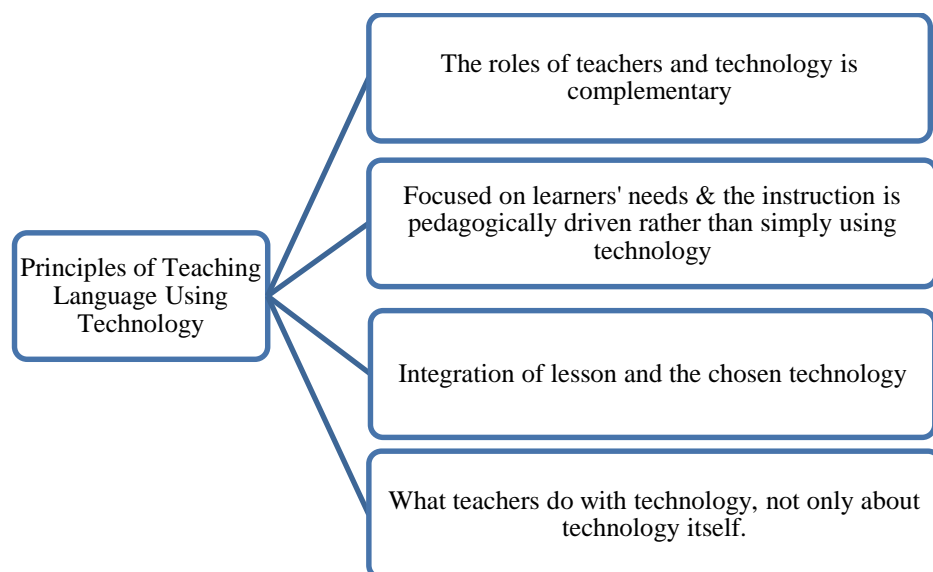 Principles of Teaching
Language Using
Technology
The roles of teachers and technology is
complementary
Focused on learners' needs & the instruction is
pedagogically driven rather than simply using
technology
Integration of lesson and the chosen technology
What teachers do with technology, not only about
technology itself.